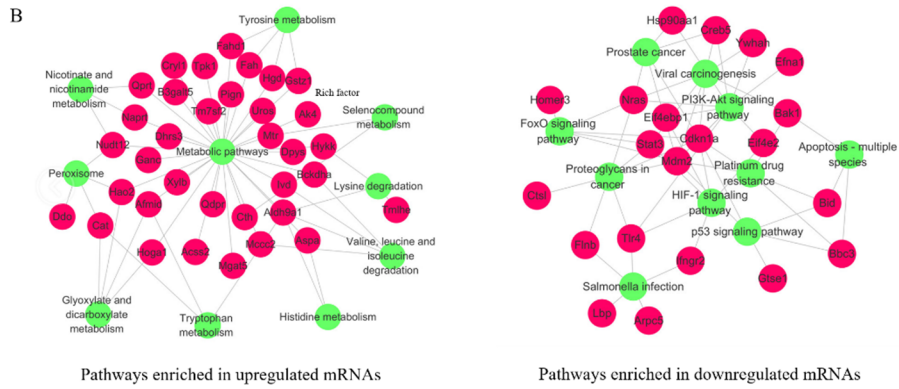 B
Tyrosine metabolism
Fahd1
Cryl1
Tpk1
Fah
Hgd
Gstz1
Nicotinate and
nicotinamide
metabolism
Qprt
B3galt5
Pign
Rich factor
Tm7sf2
Uros
Ak4
Selenocompound
metabolism
Naprt
Dhrs3
Mtr
Nudt12
Ganc
Metabolic pathways
Dpys
Hykk
Peroxisome
Xylb
Bckdha
Hao2
Ivd
Lysine degradation
Afmid
Qdpr
Tmlhe
Ddo
Cat
Cth
Aldh9a1
Hoga1
Acss2
Mccc2
Aspa
Valine, leucine and
isoleucine
degradation
Mgat5
Glyoxylate and
dicarboxylate
metabolism
Tryptophan
metabolism
Histidine metabolism
Pathways enriched in upregulated mRNAs
Hsp90aa1
Creb5
Prostate cancer
Ywhah
Efna1
Viral carcinogenesis
Homer3
Nras
PI3K-Akt signaling
pathway
FoxO signaling
pathway
Eif4ebp1
Bak1
Stat3
Cdkn1a
Eif4e2
Apoptosis - multiple
species
Proteoglycans in
cancer
Mdm2
Platinum drug
resistance
Ctsl
HIF-1 signaling
pathway
Bid
Flnb
Tlr4
p53 signaling pathway
Ifngr2
Boc3
Gtse1
Salmonella infection
Lbp
Arpc5
Pathways enriched in downregulated mRNAs